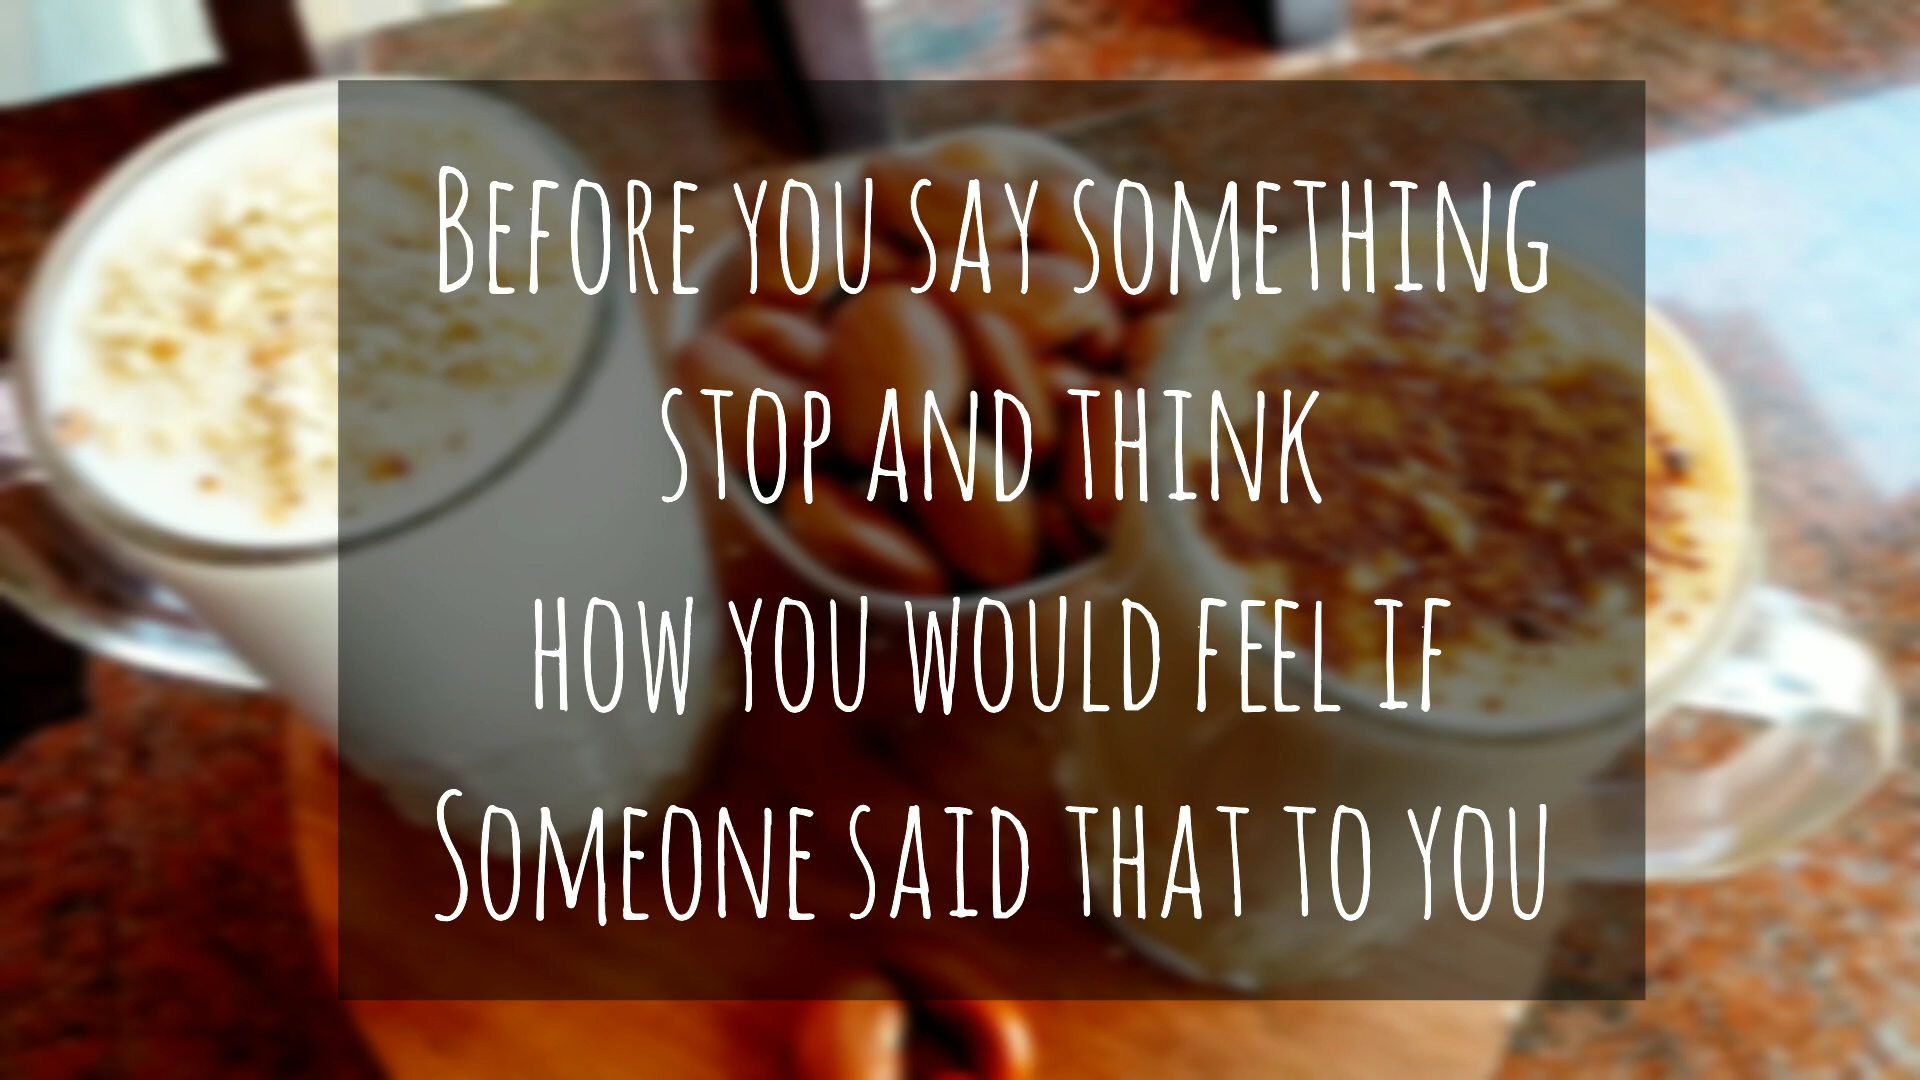 Before you say something
stop and think
how you would feel if
Someone said that to you